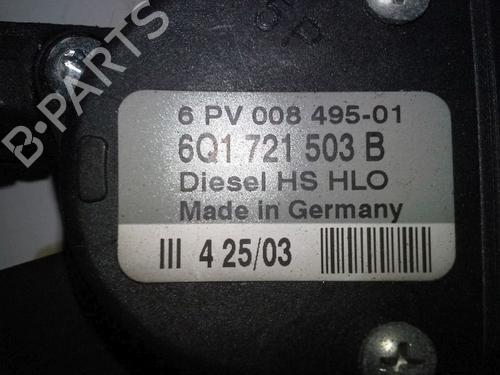 B-PARTS
6 PV 008 495-01
6Q1 721 503 B
Diesel HS HLO
Made in Germany
III 4 25/03